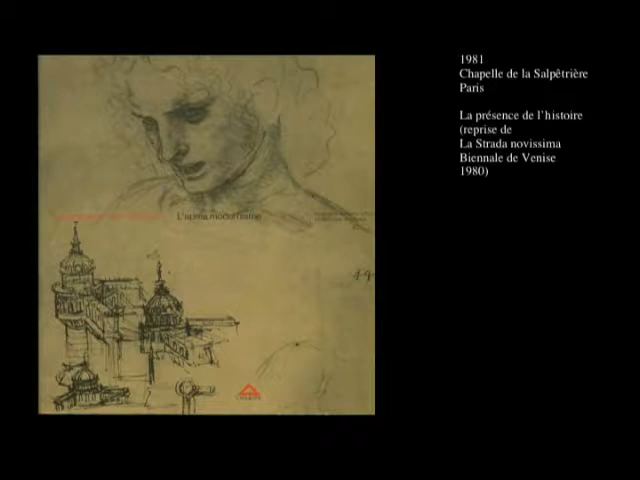 1981
Chapelle de la Salpêtrière
Paris
La présence de l'histoire
(reprise de
La Strada novissima
Biennale de Venise
1980)
L'après modernisme